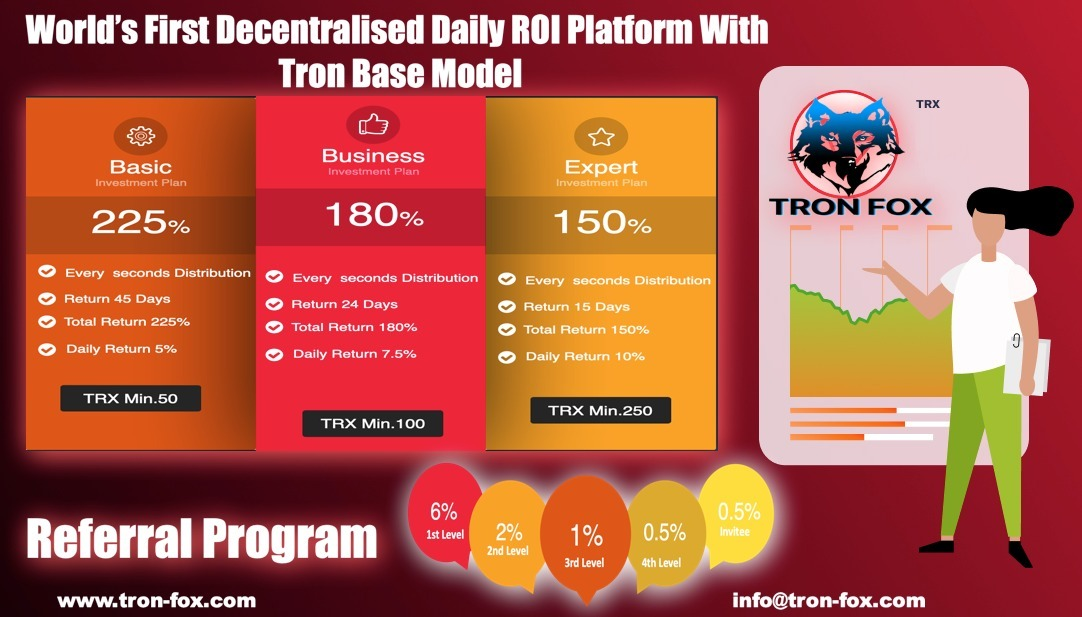 World's First Decentralised Daily ROI Platform With
Tron Base Model
Basic
Investment Plan
225%
Every seconds Distribution
Return 45 Days
Total Return 225%
Daily Return 5%
TRX Min.50
Business
Investment Plan
180%
Every seconds Distribution
Return 24 Days
Total Return 180%
Daily Return 7.5%
TRX Min.100
Expert
Investment Plan
150%
Every seconds Distribution
Return 15 Days
Total Return 150%
Daily Return 10%
TRX Min.250
TRX
TRON FOX
Referral Program
6%
1st Level
2%
2nd Level
1%
3rd Level
0.5%
4th Level
0.5%
Invitee
www.tron-fox.com
info@tron-fox.com